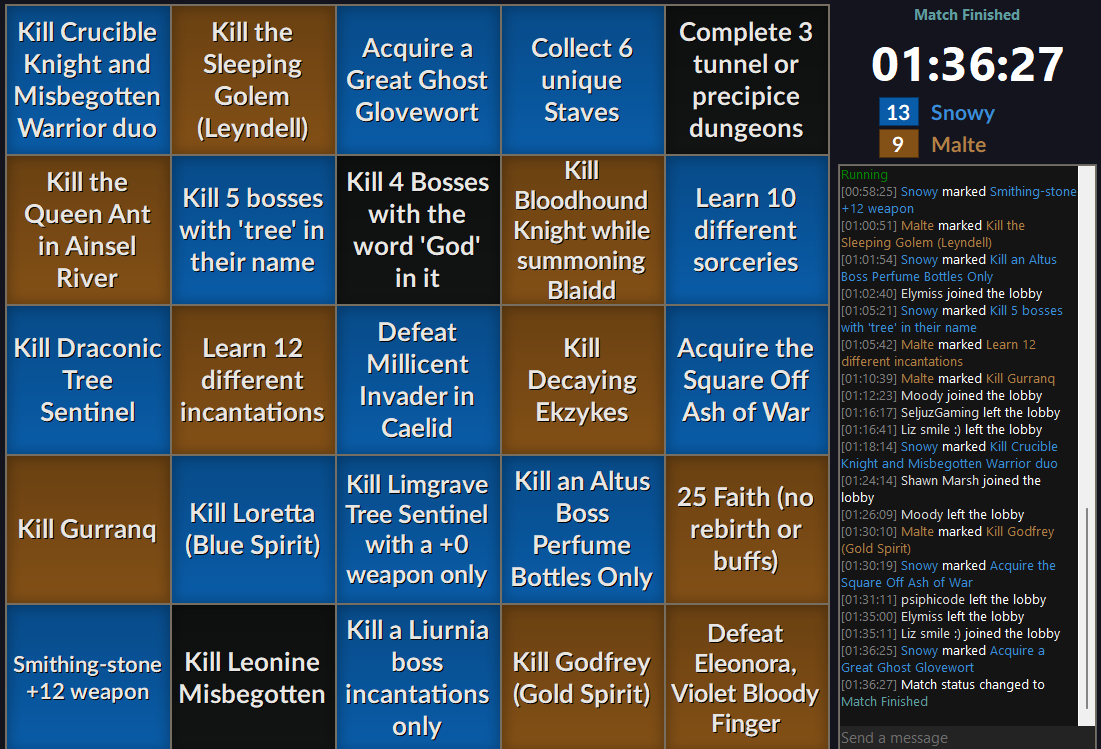 Kill Crucible
Knight and
Misbegotten
Warrior duo
Kill the
Sleeping
Golem
(Leyndell)
Acquire a
Great Ghost
Glovewort
Collect 6
unique
Staves
Complete 3
tunnel or
precipice
dungeons
Kill the
Queen Ant
in Ainsel
River
Kill 5 bosses
with 'tree' in
their name
Kill 4 Bosses
with the
word 'God'
in it
Kill
Bloodhound
Knight while
summoning
Blaidd
Learn 10
different
sorceries
Kill Draconic
Tree
Sentinel
Learn 12
different
incantations
Defeat
Millicent
Invader in
Caelid
Kill
Decaying
Ekzykes
Acquire the
Square Off
Ash of War
Kill Gurranq
Kill Loretta
(Blue Spirit)
Kill Limgrave
Tree Sentinel
with a +0
weapon only
Kill an Altus
Boss
Perfume
Bottles Only
25 Faith (no
rebirth or
buffs)
Smithing-stone
+12 weapon
Kill Leonine
Misbegotten
Kill a Liurnia
boss
incantations
only
Kill Godfrey
(Gold Spirit)
Defeat
Eleonora,
Violet Bloody
Finger
Match Finished
01:36:27
13 Snowy
9 Malte
Running
[00:58:25] Snowy marked Smithing-stone
+12 weapon
[01:00:51] Malte marked Kill the
Sleeping Golem (Leyndell)
[01:01:54] Snowy marked Kill an Altus
Boss Perfume Bottles Only
[01:02:40] Elymiss joined the lobby
[01:05:21] Snowy marked Kill 5 bosses
with 'tree' in their name
[01:05:42] Malte marked Learn 12
different incantations
[01:10:39] Malte marked Kill Gurranq
[01:12:23] Moody joined the lobby
[01:16:17] SeljuzGaming left the lobby
[01:16:41] Liz smile :) left the lobby
[01:18:14] Snowy marked Kill Crucible
Knight and Misbegotten Warrior duo
[01:24:14] Shawn Marsh joined the
lobby
[01:26:09] Moody left the lobby
[01:30:10] Malte marked Kill Godfrey
(Gold Spirit)
[01:30:19] Snowy marked Acquire the
Square Off Ash of War
[01:31:11] psiphicode left the lobby
[01:35:00] Elymiss left the lobby
[01:35:11] Liz smile :) joined the lobby
[01:36:25] Snowy marked Acquire a
Great Ghost Glovewort
[01:36:27] Match status changed to
Match Finished
Send a message